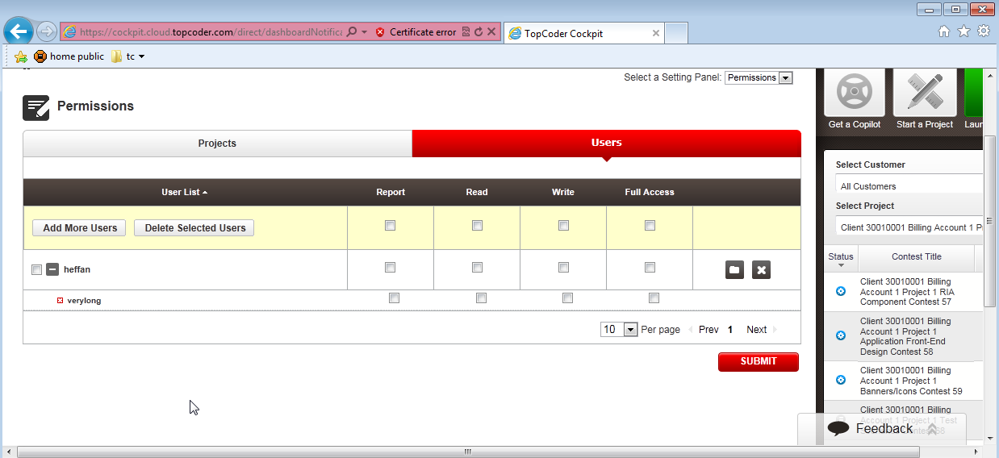 https://cockpit.cloud.topcoder.com/direct/dashboardNotifica
Certificate error
TopCoder Cockpit
home public
tc
Select a Setting Panel:
Permissions
Permissions
Projects
Users
User List
Report
Read
Write
Full Access
Add More Users
Delete Selected Users
heffan
verylong
10
Per page
Prev
1
Next
SUBMIT
Get a Copilot
Start a Project
Laun
Select Customer
All Customers
Select Project
Client 30010001 Billing Account 1 P
Status
Contest Title
Client 30010001 Billing
Account 1 Project 1 RIA
Component Contest 57
Client 30010001 Billing
Account 1 Project 1
Application Front-End
Design Contest 58
Client 30010001 Billing
Account 1 Project 1
Banners/Icons Contest 59
Client 30010001 Billing
Account 1 Project 1 Test
Feedback